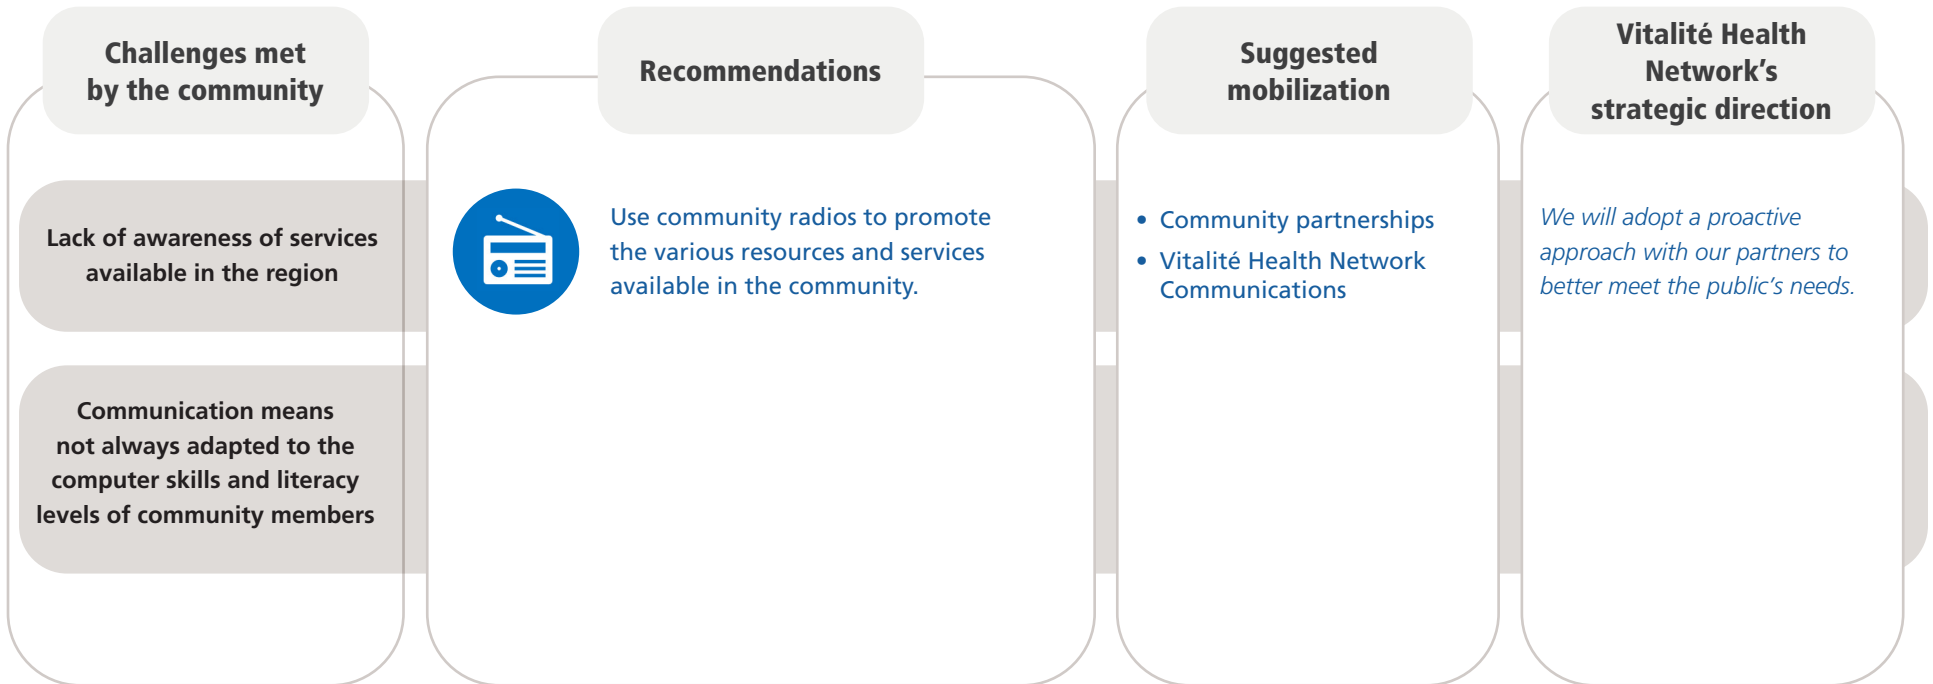 Challenges met
by the community
Recommendations
Suggested
mobilization
Vitalité Health
Network's
strategic direction
Lack of awareness of services
available in the region
Use community radios to promote
the various resources and services
available in the community.
• Community partnerships
• Vitalité Health Network
Communications
We will adopt a proactive
approach with our partners to
better meet the public's needs.
Communication means
not always adapted to the
computer skills and literacy
levels of community members